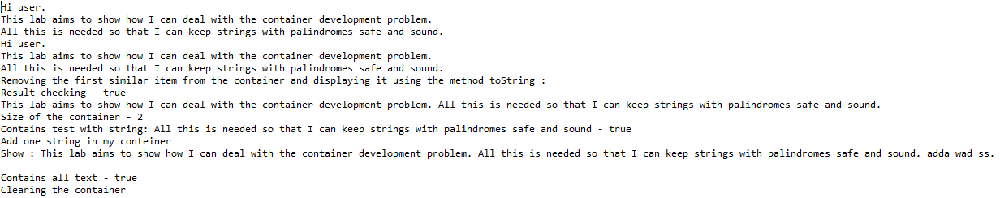 Hi user.
This lab aims to show how I can deal with the container development problem.
All this is needed so that I can keep strings with palindromes safe and sound.
Hi user.
This lab aims to show how I can deal with the container development problem.
All this is needed so that I can keep strings with palindromes safe and sound.
Removing the first similar item from the container and displaying it using the method toString :
Result checking - true
This lab aims to show how I can deal with the container development problem. All this is needed so that I can keep strings with palindromes safe and sound.
Size of the container - 2
Contains test with string: All this is needed so that I can keep strings with palindromes safe and sound - true
Add one string in my conteiner
Show : This lab aims to show how I can deal with the container development problem. All this is needed so that I can keep strings with palindromes safe and sound. adda wad ss.
Contains all text - true
Clearing the container